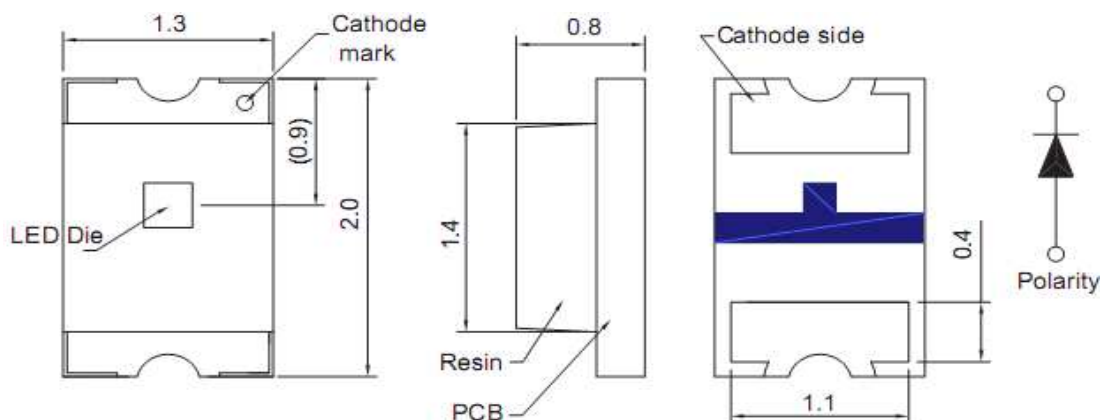 1.3
Cathode
mark
(0.9)
2.0
LED Die
0.8
1.4
Resin
PCB
Cathode side
0.4
1.1
Polarity